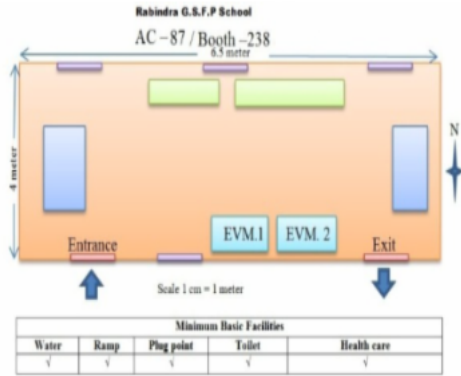 Rabindra G.S.F.P School
AC -87 / Booth -238
6.5 meter
4 meter
N
EVM.1 EVM. 2
Entrance Exit
Scale 1 cm = 1 meter
Minimum Basic Facilities
Water Ramp Plug point Toilet Health care
√ √ √ √ √